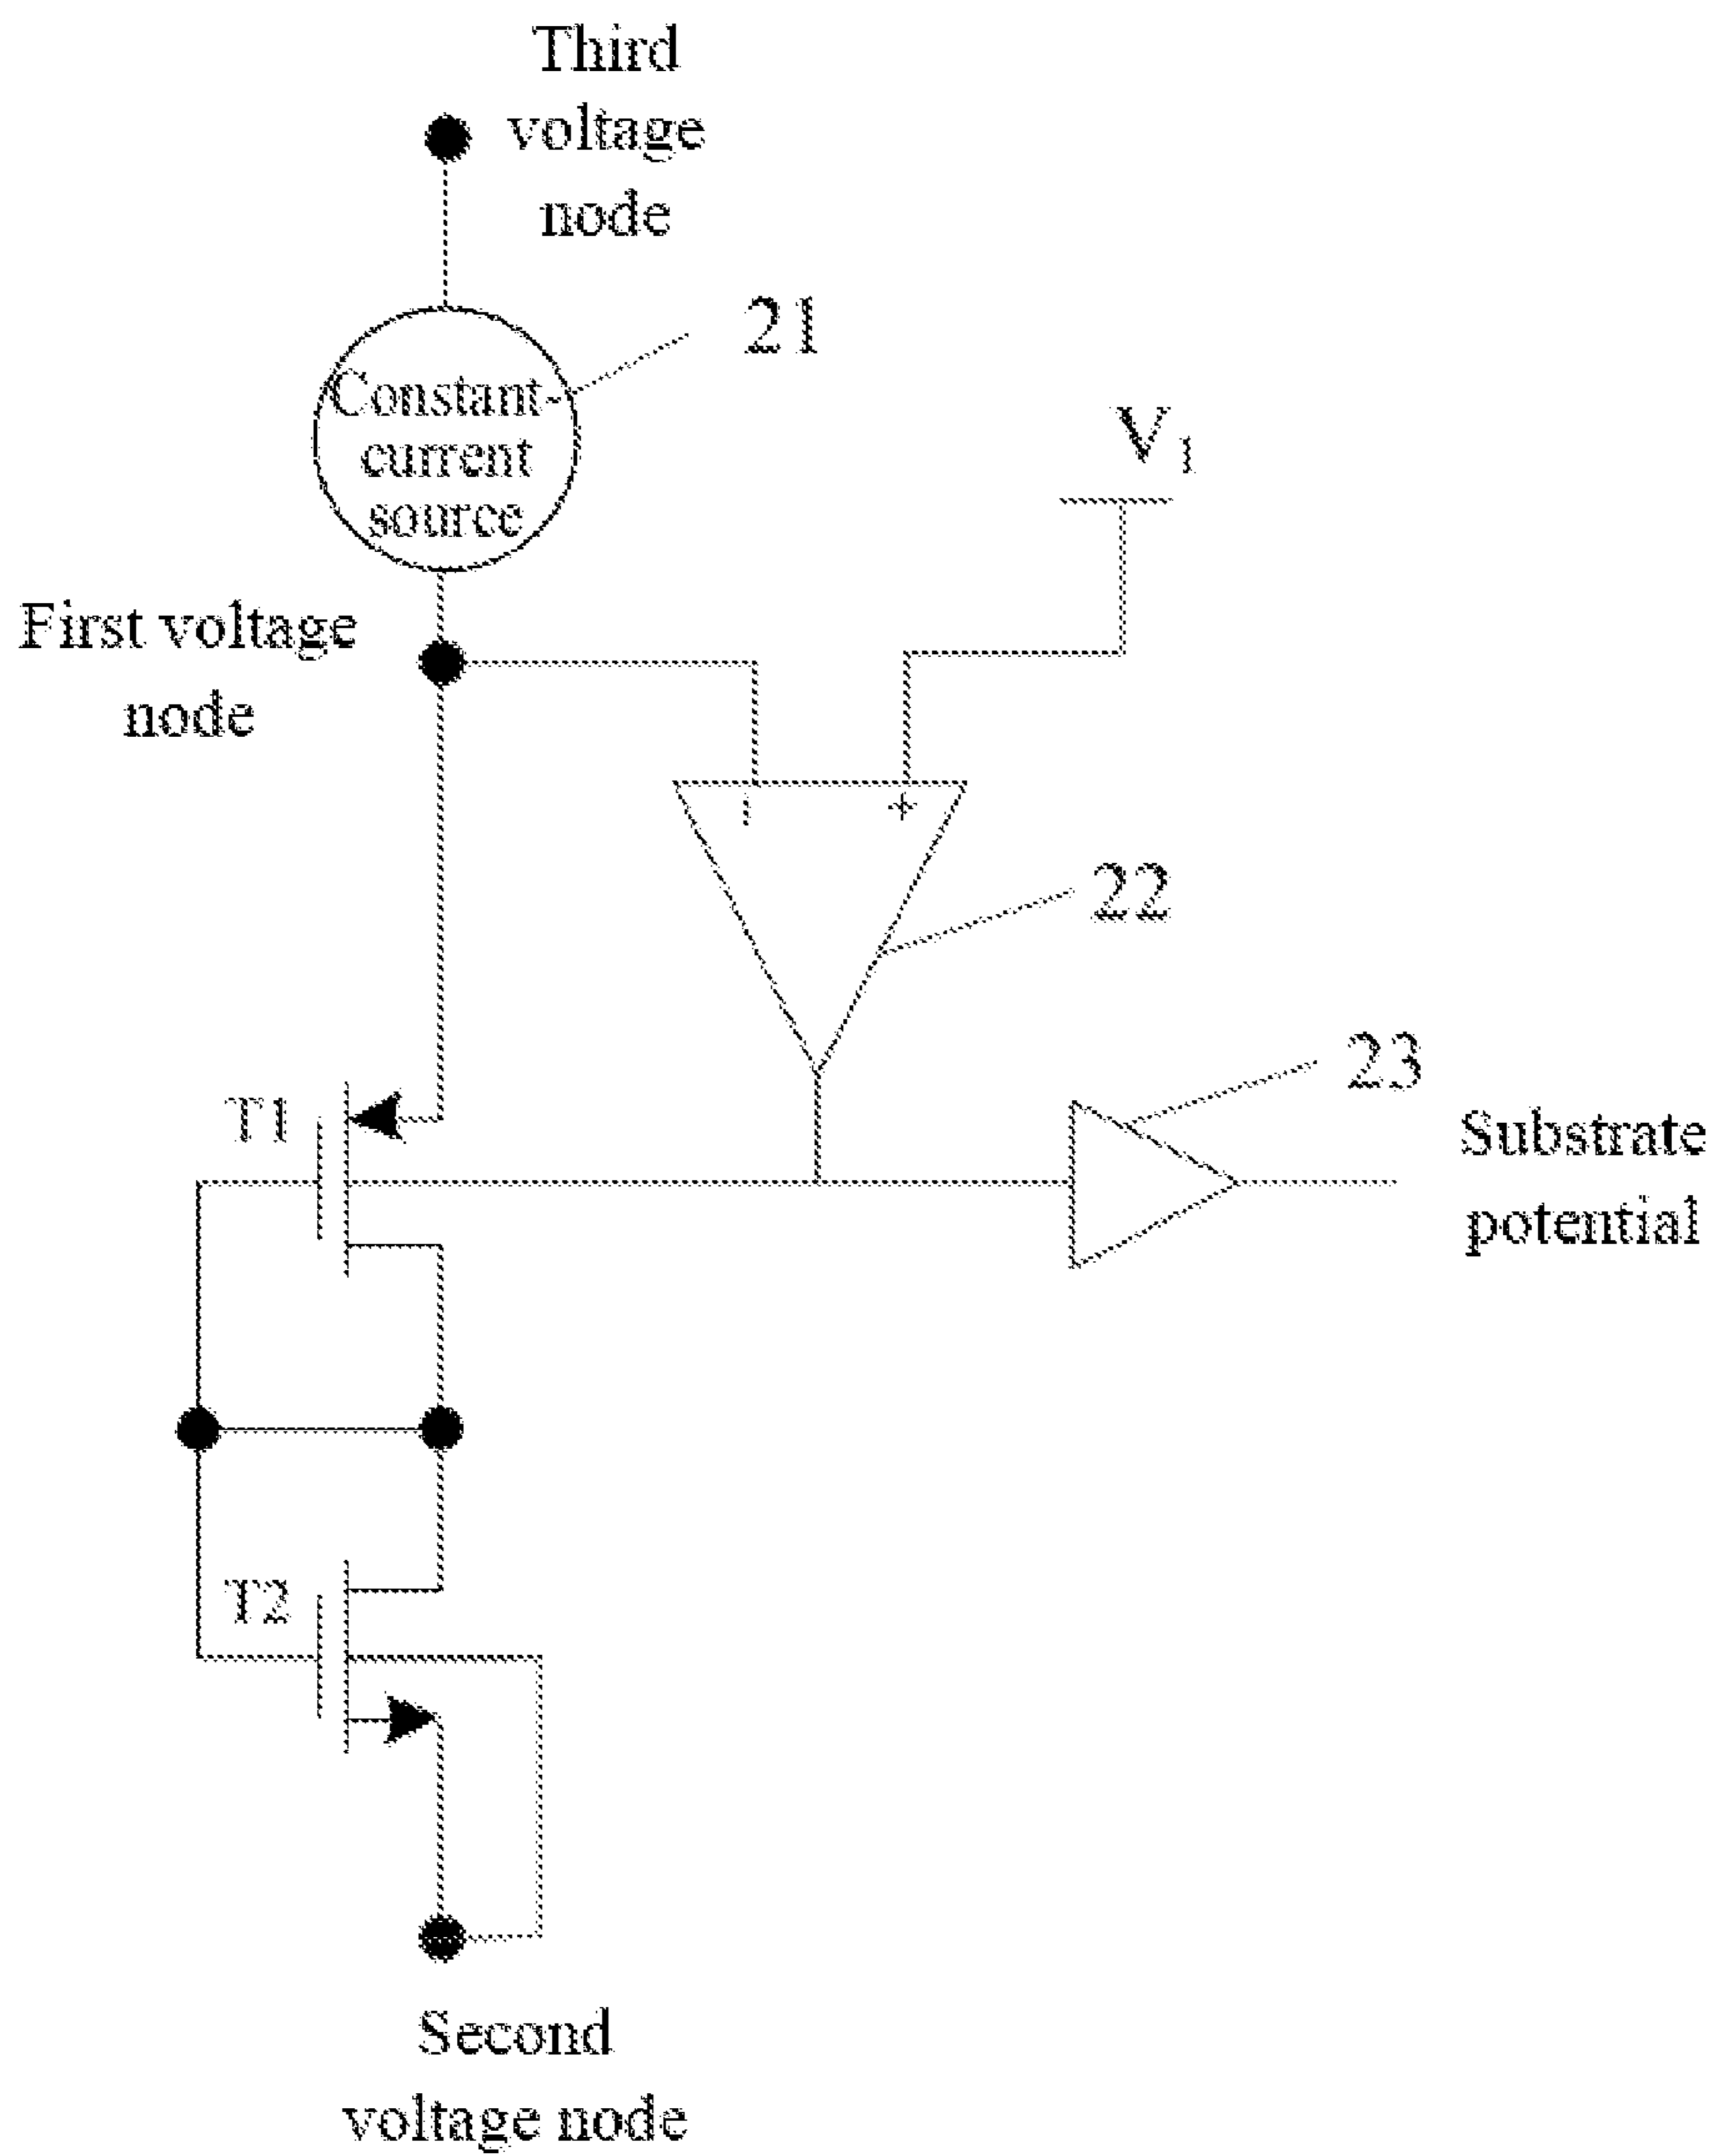 Third
voltage
node
21
Constant-
current
source
V1
First voltage
node
- +
22
23
T1
Substrate
potential
T2
Second
voltage node